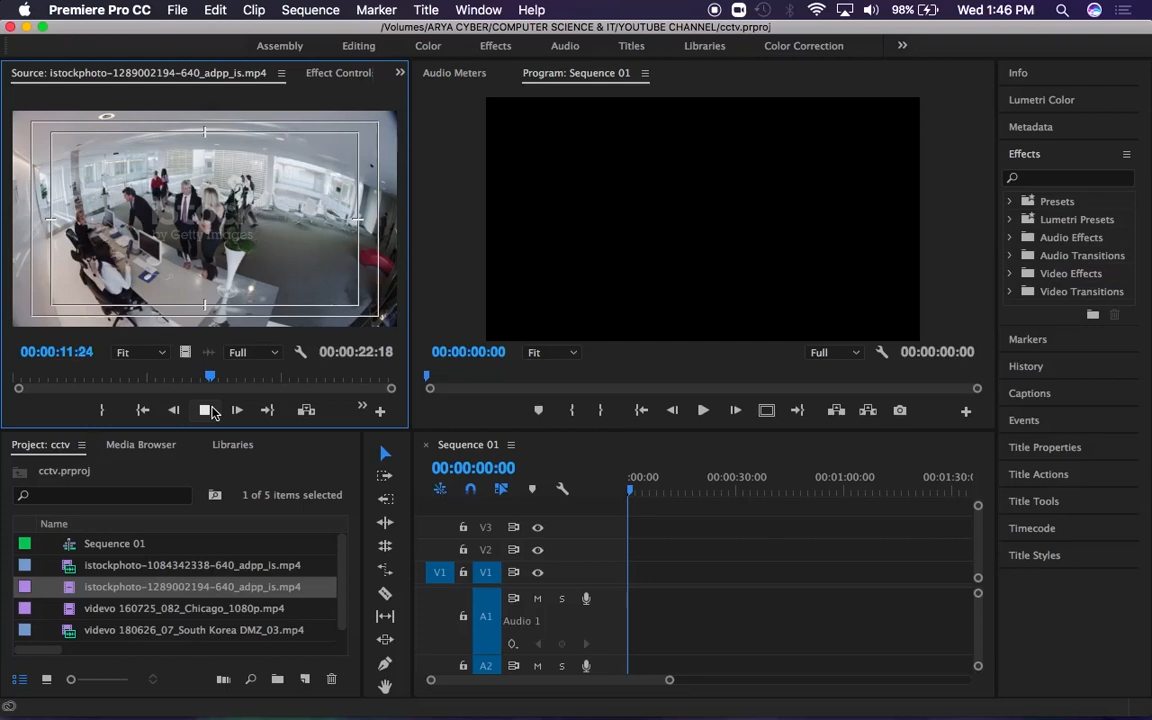 Premiere Pro CC File Edit Clip Sequence Marker Title Window Help 98% Wed 1:46 PM
/Volumes/ARYA CYBER/COMPUTER SCIENCE & IT/YOUTUBE CHANNEL/cctv.prproj
Assembly Editing Color Effects Audio Titles Libraries Color Correction
Source: istockphoto-1289002194-640_adpp_is.mp4 Effect Control
by Getty Images
00:00:11:24 Fit Full 00:00:22:18
Audio Meters Program: Sequence 01
00:00:00:00 Fit Full 00:00:00:00
Info
Lumetri Color
Metadata
Effects
Presets
Lumetri Presets
Audio Effects
Audio Transitions
Video Effects
Video Transitions
Markers
History
Captions
Events
Title Properties
Title Actions
Title Tools
Timecode
Title Styles
Project: cctv Media Browser Libraries
cctv.prproj
1 of 5 items selected
Name
Sequence 01
istockphoto-1084342338-640_adpp_is.mp4
istockphoto-1289002194-640_adpp_is.mp4
videvo 160725_082_Chicago_1080p.mp4
videvo 180626_07_South Korea DMZ_03.mp4
× Sequence 01
00:00:00:00
:00:00 00:00:30:00 00:01:00:00 00:01:30:0
V3
V2
V1 V1
A1 M S
Audio 1
A2 M S